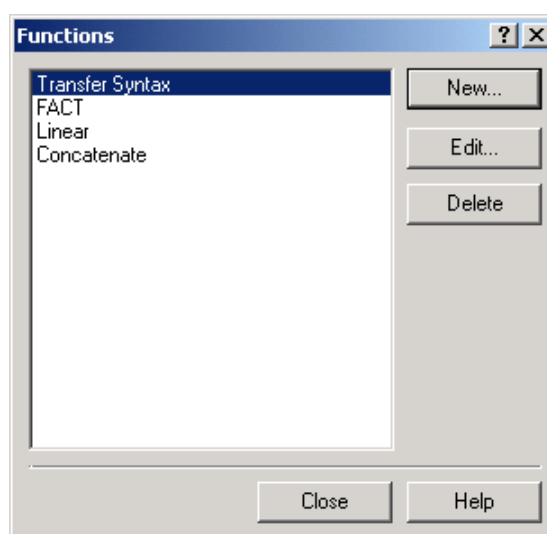 Functions
?
Transfer Syntax
FACT
Linear
Concatenate
New...
Edit...
Delete
Close
Help